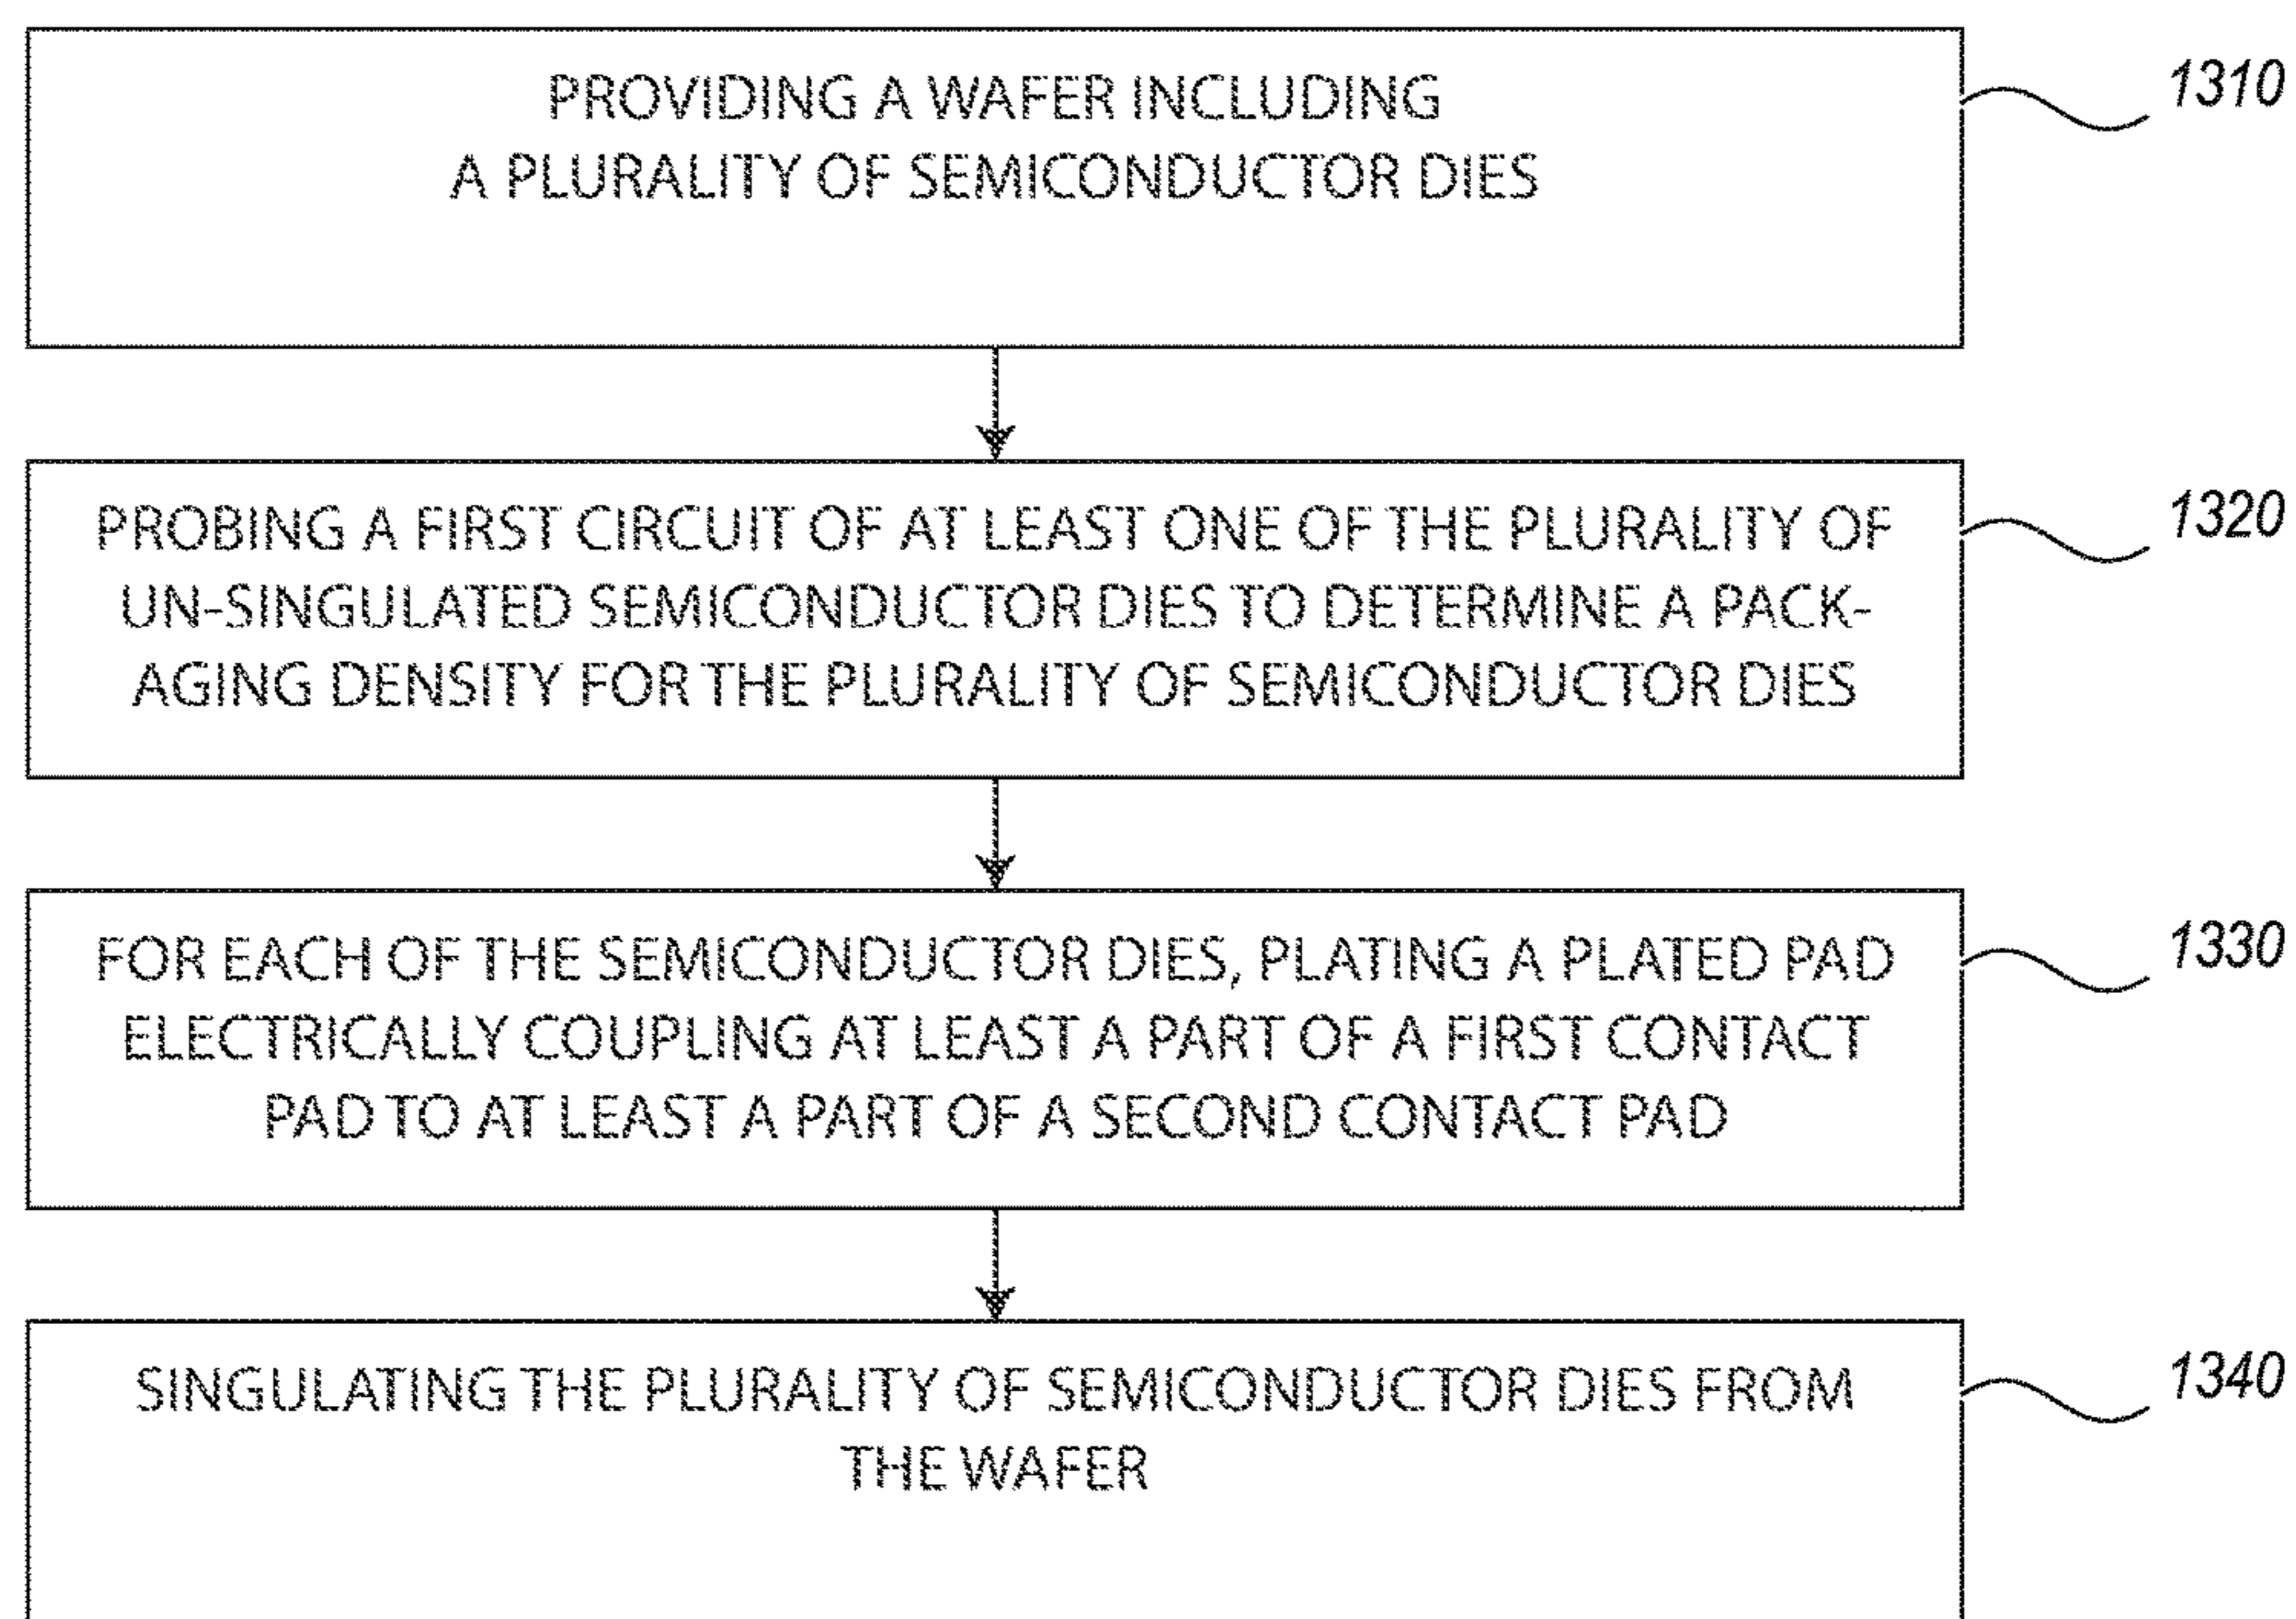 PROVIDING A WAFER INCLUDING
A PLURALITY OF SEMICONDUCTOR DIES
1310
PROBING A FIRST CIRCUIT OF AT LEAST ONE OF THE PLURALITY OF
UN-SINGULATED SEMICONDUCTOR DIES TO DETERMINE A PACK-
AGING DENSITY FOR THE PLURALITY OF SEMICONDUCTOR DIES
1320
FOR EACH OF THE SEMICONDUCTOR DIES, PLATING A PLATED PAD
ELECTRICALLY COUPLING AT LEAST A PART OF A FIRST CONTACT
PAD TO AT LEAST A PART OF A SECOND CONTACT PAD
1330
SINGULATING THE PLURALITY OF SEMICONDUCTOR DIES FROM
THE WAFER
1340